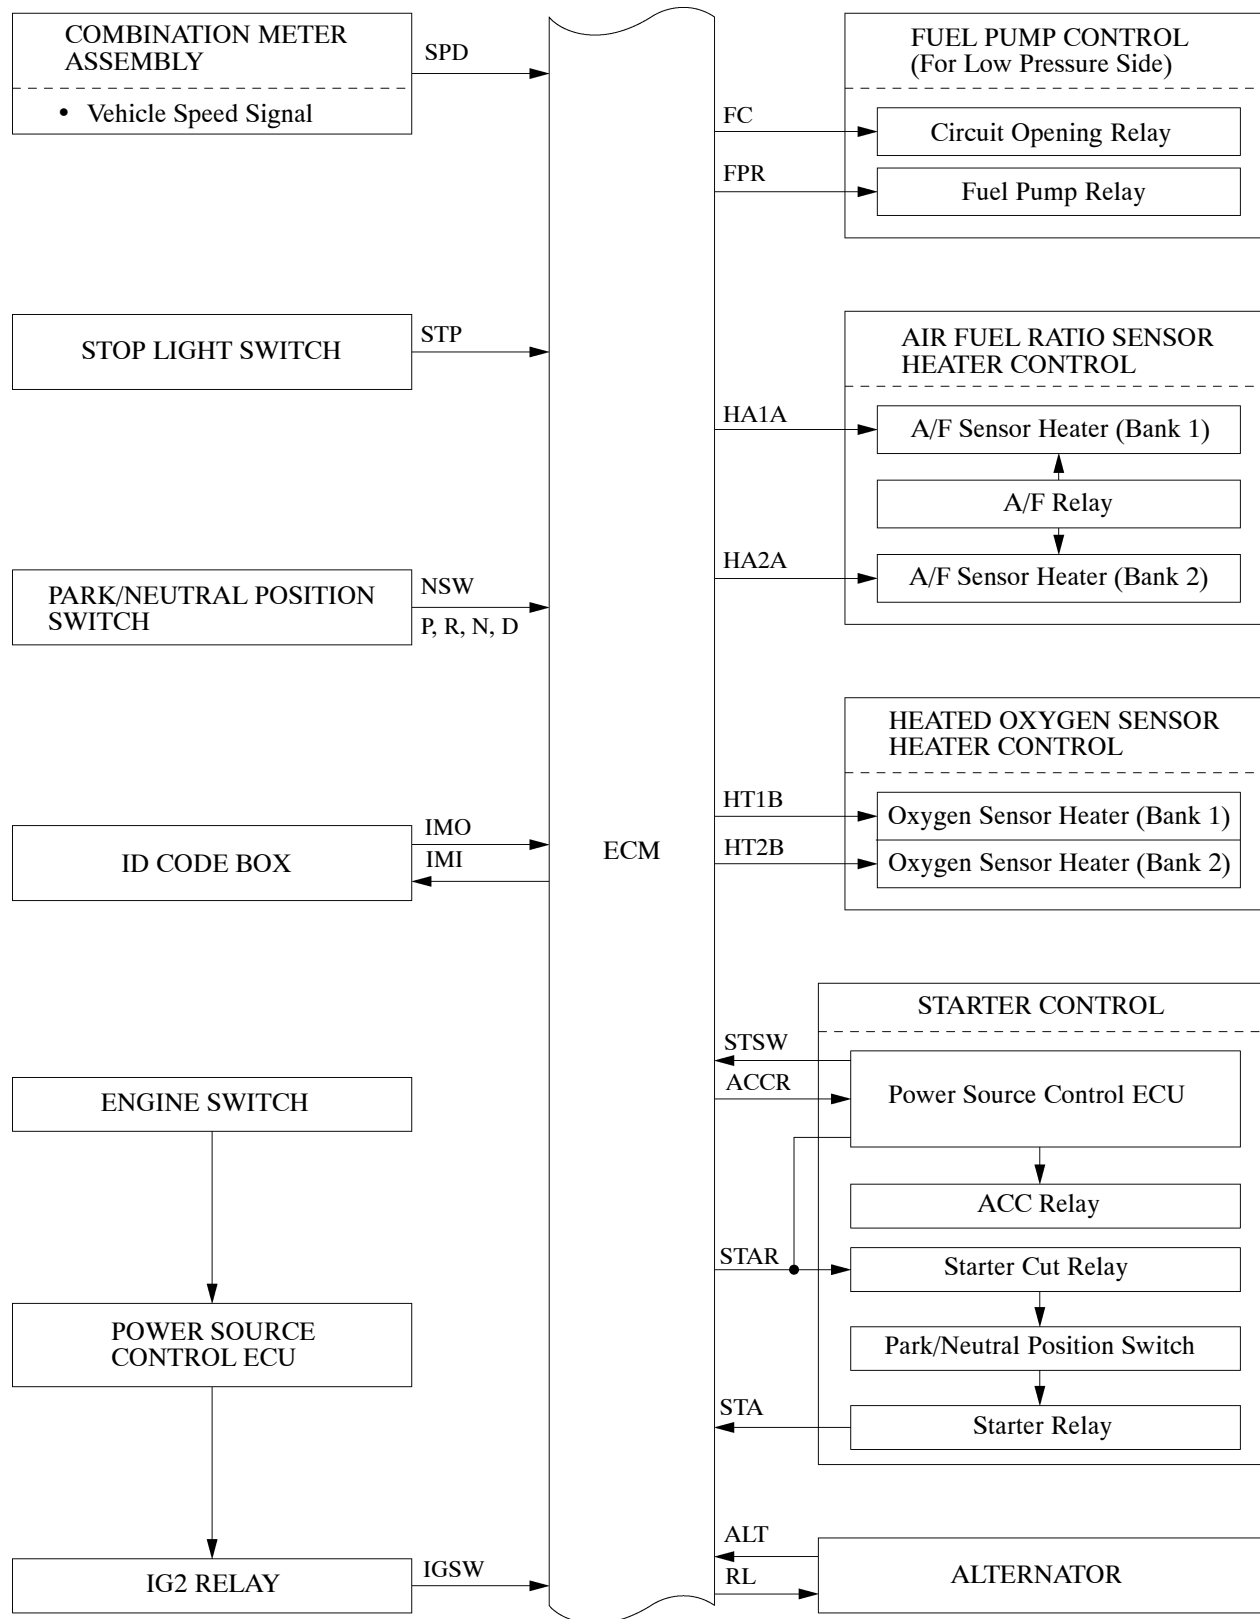 COMBINATION METER
ASSEMBLY
• Vehicle Speed Signal
SPD
STOP LIGHT SWITCH
STP
PARK/NEUTRAL POSITION
SWITCH
NSW
P, R, N, D
ID CODE BOX
IMO
IMI
ENGINE SWITCH
POWER SOURCE
CONTROL ECU
IG2 RELAY
IGSW
ECM
FUEL PUMP CONTROL
(For Low Pressure Side)
FC
Circuit Opening Relay
FPR
Fuel Pump Relay
AIR FUEL RATIO SENSOR
HEATER CONTROL
HA1A
A/F Sensor Heater (Bank 1)
A/F Relay
HA2A
A/F Sensor Heater (Bank 2)
HEATED OXYGEN SENSOR
HEATER CONTROL
HT1B
Oxygen Sensor Heater (Bank 1)
HT2B
Oxygen Sensor Heater (Bank 2)
STARTER CONTROL
STSW
ACCR
Power Source Control ECU
ACC Relay
STAR
Starter Cut Relay
Park/Neutral Position Switch
STA
Starter Relay
ALT
RL
ALTERNATOR